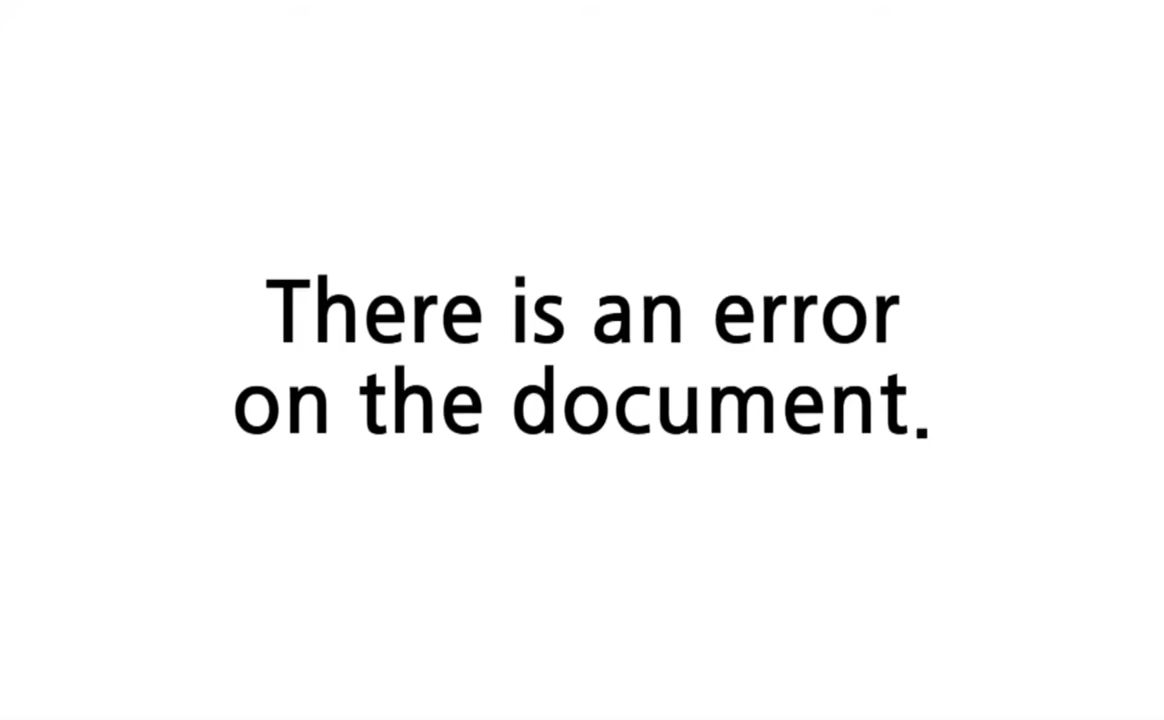 There is an error
on the document.